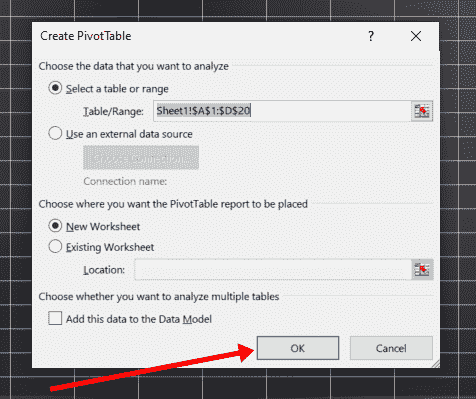 Create PivotTable ? ×
Choose the data that you want to analyze
Select a table or range
Table/Range: Sheet1!$A$1:$D$20
Use an external data source
Choose Connection...
Connection name:
Choose where you want the PivotTable report to be placed
New Worksheet
Existing Worksheet
Location:
Choose whether you want to analyze multiple tables
Add this data to the Data Model
OK Cancel